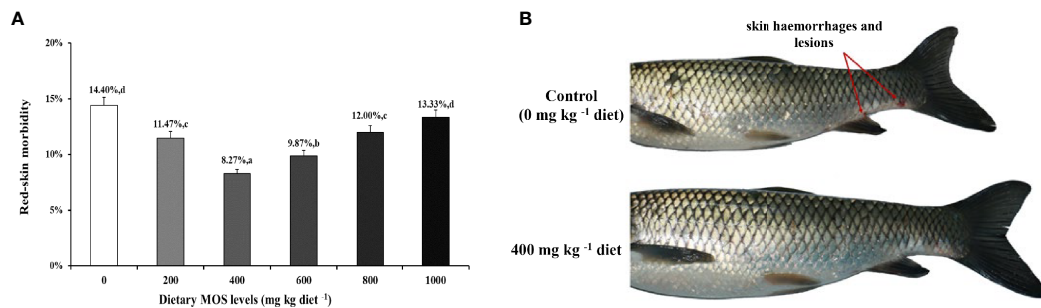 A
20%
15%
10%
5%
0%
Red-skin morbidity
14.40%,d
11.47%,c
8.27%,a
9.87%,b
12.00%,c
13.33%,d
0 200 400 600 800 1000
Dietary MOS levels (mg kg diet -1)
B
skin haemorrhages and
lesions
Control
(0 mg kg -1 diet)
400 mg kg -1 diet